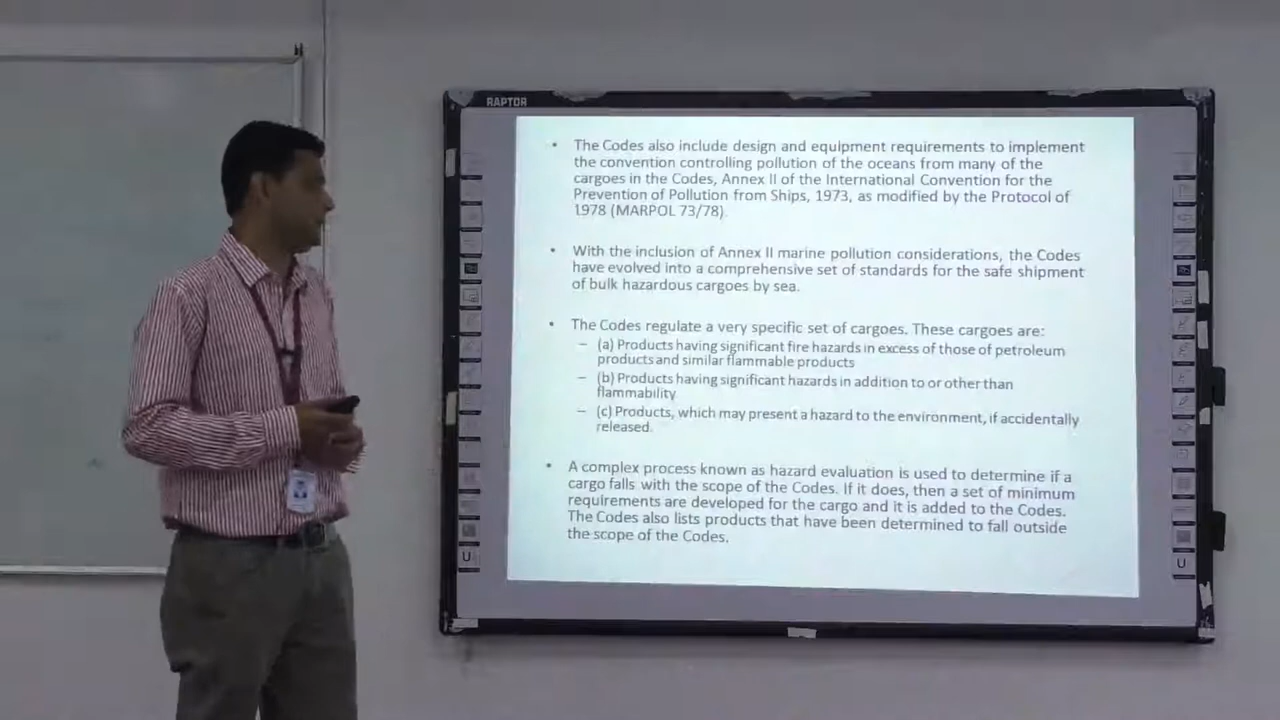 RAPTOR
• The Codes also include design and equipment requirements to implement
the convention controlling pollution of the oceans from many of the
cargoes in the Codes, Annex II of the International Convention for the
Prevention of Pollution from Ships, 1973, as modified by the Protocol of
1978 (MARPOL 73/78).
• With the inclusion of Annex II marine pollution considerations, the Codes
have evolved into a comprehensive set of standards for the safe shipment
of bulk hazardous cargoes by sea.
• The Codes regulate a very specific set of cargoes. These cargoes are:
– (a) Products having significant fire hazards in excess of those of petroleum
products and similar flammable products
– (b) Products having significant hazards in addition to or other than
flammability
– (c) Products, which may present a hazard to the environment, if accidentally
released.
• A complex process known as hazard evaluation is used to determine if a
cargo falls with the scope of the Codes. If it does, then a set of minimum
requirements are developed for the cargo and it is added to the Codes.
The Codes also lists products that have been determined to fall outside
the scope of the Codes.
U
U